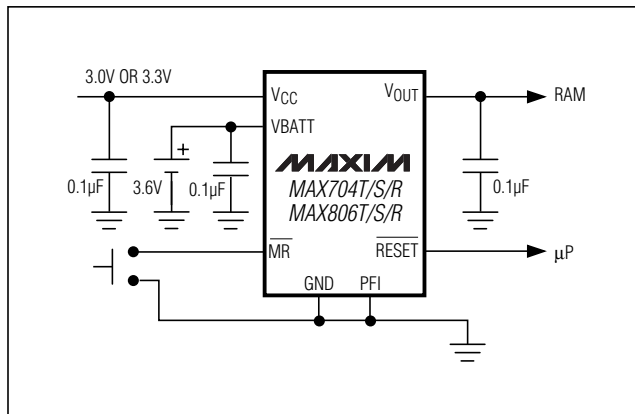 3.0V OR 3.3V
VCC
VOUT
RAM
VBATT
+
MAXIM
0.1µF
3.6V
0.1µF
MAX704T/S/R
MAX806T/S/R
0.1µF
MR
RESET
µP
GND
PFI